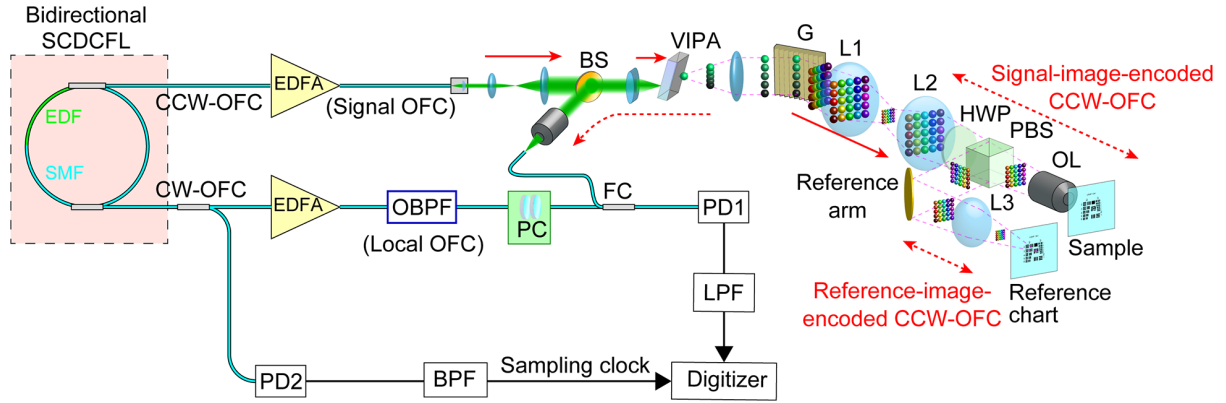 Bidirectional
SCDCFL
EDF
SMF
CCW-OFC
CW-OFC
EDFA
(Signal OFC)
EDFA
OBPF
(Local OFC)
PC
FC
PD1
LPF
Digitizer
PD2
BPF
Sampling clock
BS
VIPA
G
L1
L2
HWP
PBS
OL
L3
Signal-image-encoded
CCW-OFC
Reference
arm
Sample
Reference
chart
Reference-image-
encoded CCW-OFC